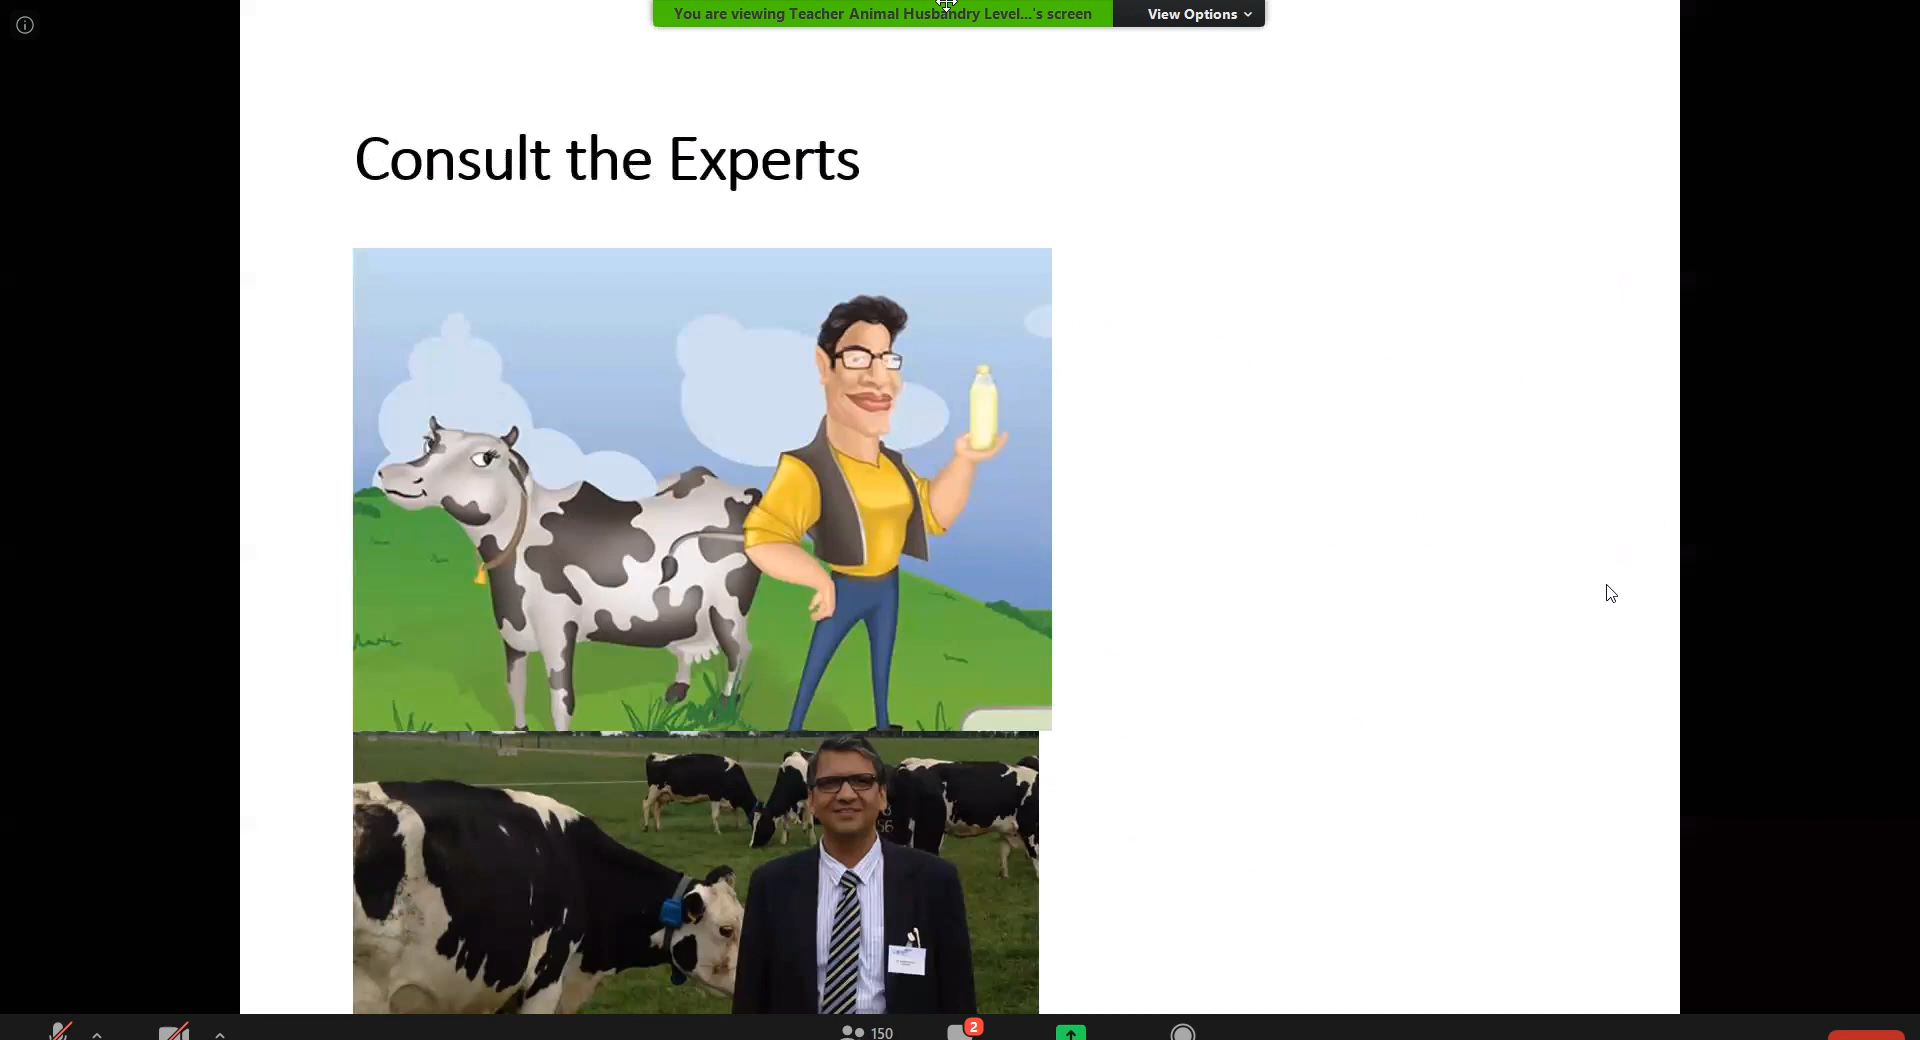 You are viewing Teacher Animal Husbandry Level...'s screen
View Options
Consult the Experts
150
2